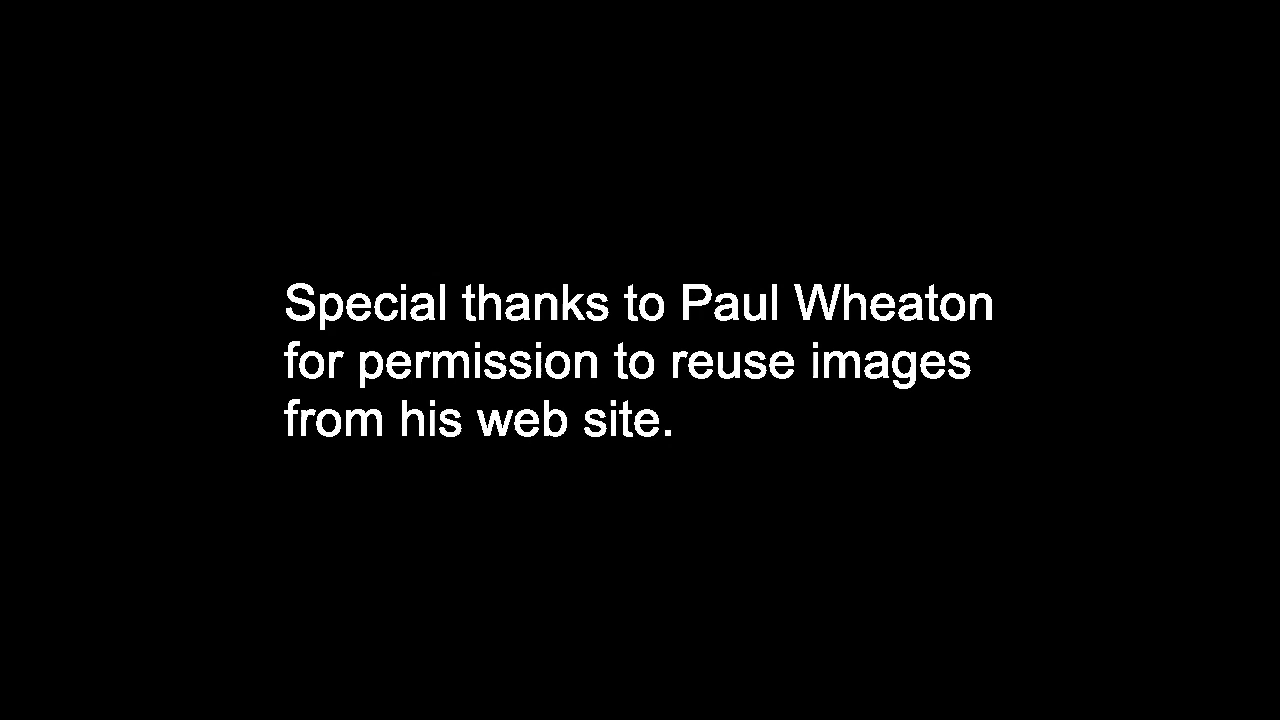 Special thanks to Paul Wheaton
for permission to reuse images
from his web site.